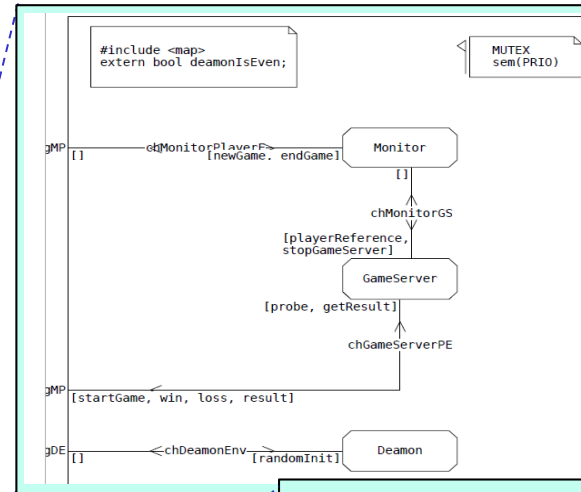 #include <map>
extern bool deamonIsEven;
MUTEX
sem(PRIO)
gMP
chMonitorPlayerE
Monitor
[]
[newGame, endGame]
[]
chMonitorGS
[playerReference,
stopGameServer]
GameServer
[probe, getResult]
chGameServerPE
gMP
[startGame, win, loss, result]
gDE
chDeamonEnv
Deamon
[]
[randomInit]